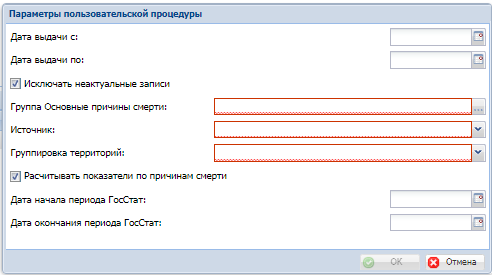 Параметры пользовательской процедуры
Дата выдачи с:
Дата выдачи по:
Исключать неактуальные записи
Группа Основные причины смерти:
Источник:
Группировка территорий:
Расчитывать показатели по причинам смерти
Дата начала периода ГосСтат:
Дата окончания периода ГосСтат:
OK Отмена